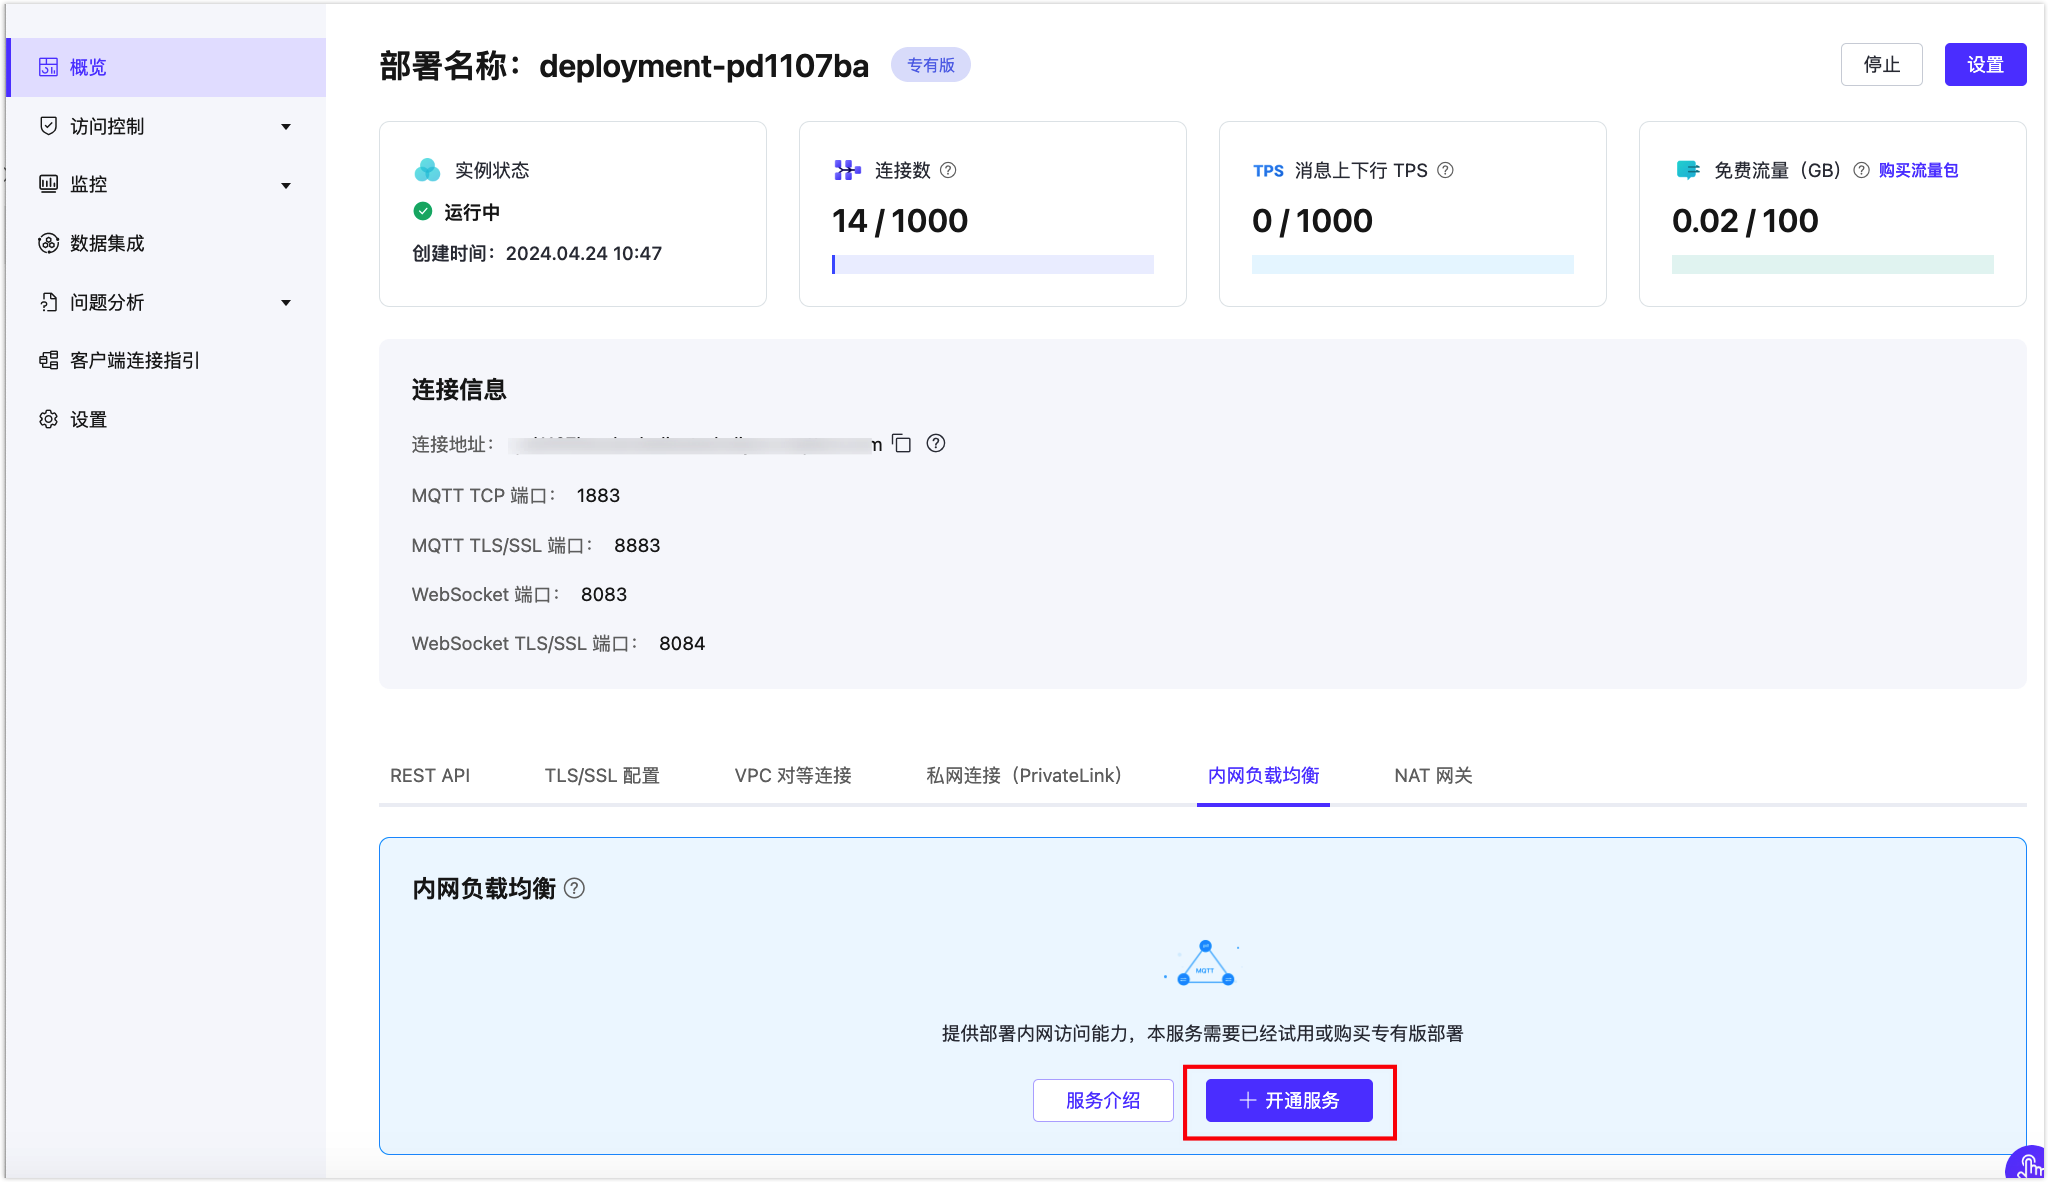 概览
访问控制
监控
数据集成
问题分析
客户端连接指引
设置
部署名称：deployment-pd1107ba
专有版
停止
设置
实例状态
运行中
创建时间：2024.04.24 10:47
连接数
14 / 1000
TPS 消息上下行 TPS
0 / 1000
免费流量（GB） 购买流量包
0.02 / 100
连接信息
连接地址：
MQTT TCP 端口： 1883
MQTT TLS/SSL 端口： 8883
WebSocket 端口： 8083
WebSocket TLS/SSL 端口： 8084
REST API
TLS/SSL 配置
VPC 对等连接
私网连接（PrivateLink）
内网负载均衡
NAT 网关
内网负载均衡
MQTT
提供部署内网访问能力，本服务需要已经试用或购买专有版部署
服务介绍
开通服务